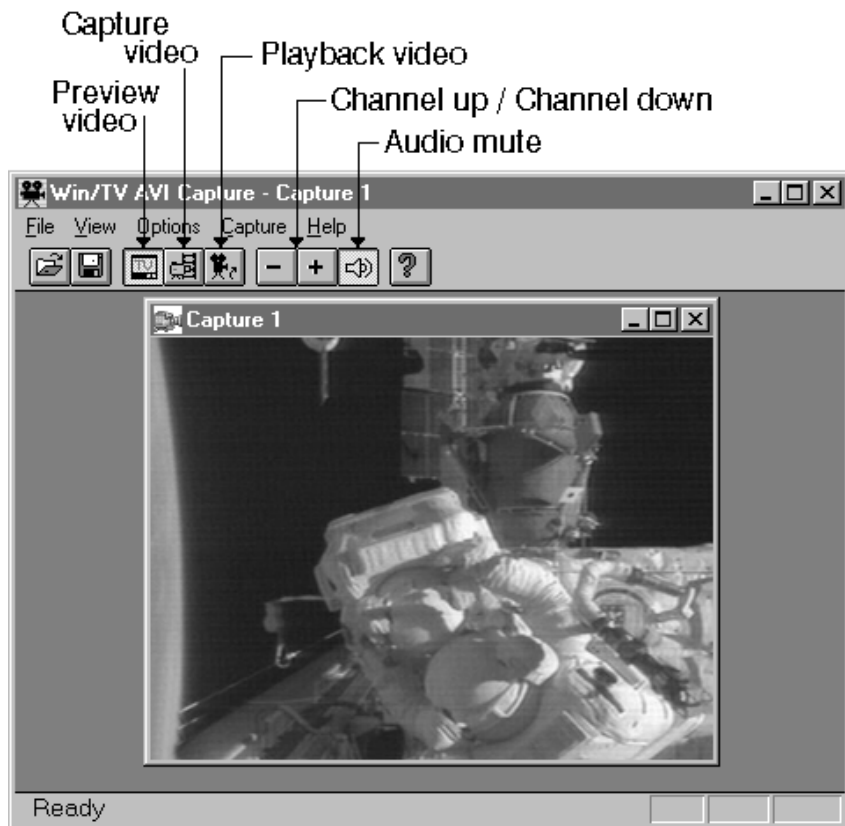 Capture
video
Playback video
Preview
video
Channel up / Channel down
Audio mute
Win/TV AVI Capture - Capture 1
File View Options Capture Help
TV - + ?
Capture 1
Ready